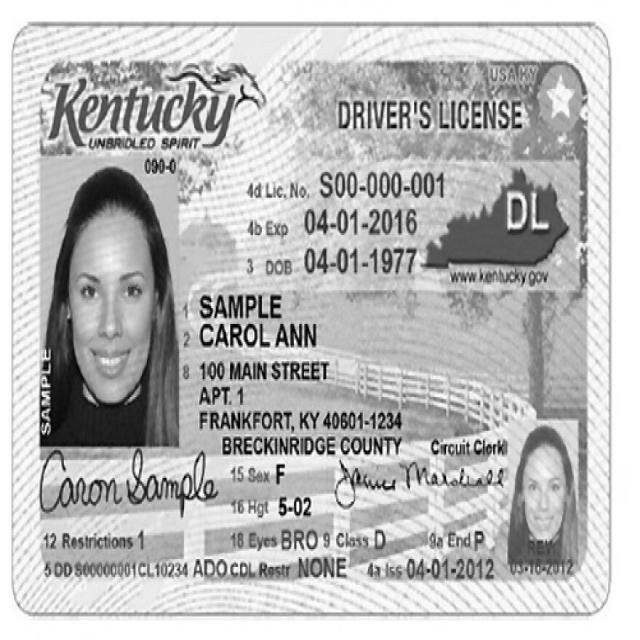 USA KY
Kentucky
UNBRIDLED SPIRIT
DRIVER'S LICENSE
090-0
4d Lic. No. S00-000-001
4b Exp 04-01-2016
3 DOB 04-01-1977
DL
www.kentucky.gov
1 SAMPLE
2 CAROL ANN
8 100 MAIN STREET
APT. 1
FRANKFORT, KY 40601-1234
BRECKINRIDGE COUNTY Circuit Clerk
SAMPLE
Caron Sample
15 Sex F
Janice Marshall
16 Hgt 5-02
12 Restrictions 1 18 Eyes BRO 9 Class D 9a End P
REV
5 DD S00000001CL10234 ADO CDL Restr NONE 4a Iss 04-01-2012 03-16-2012